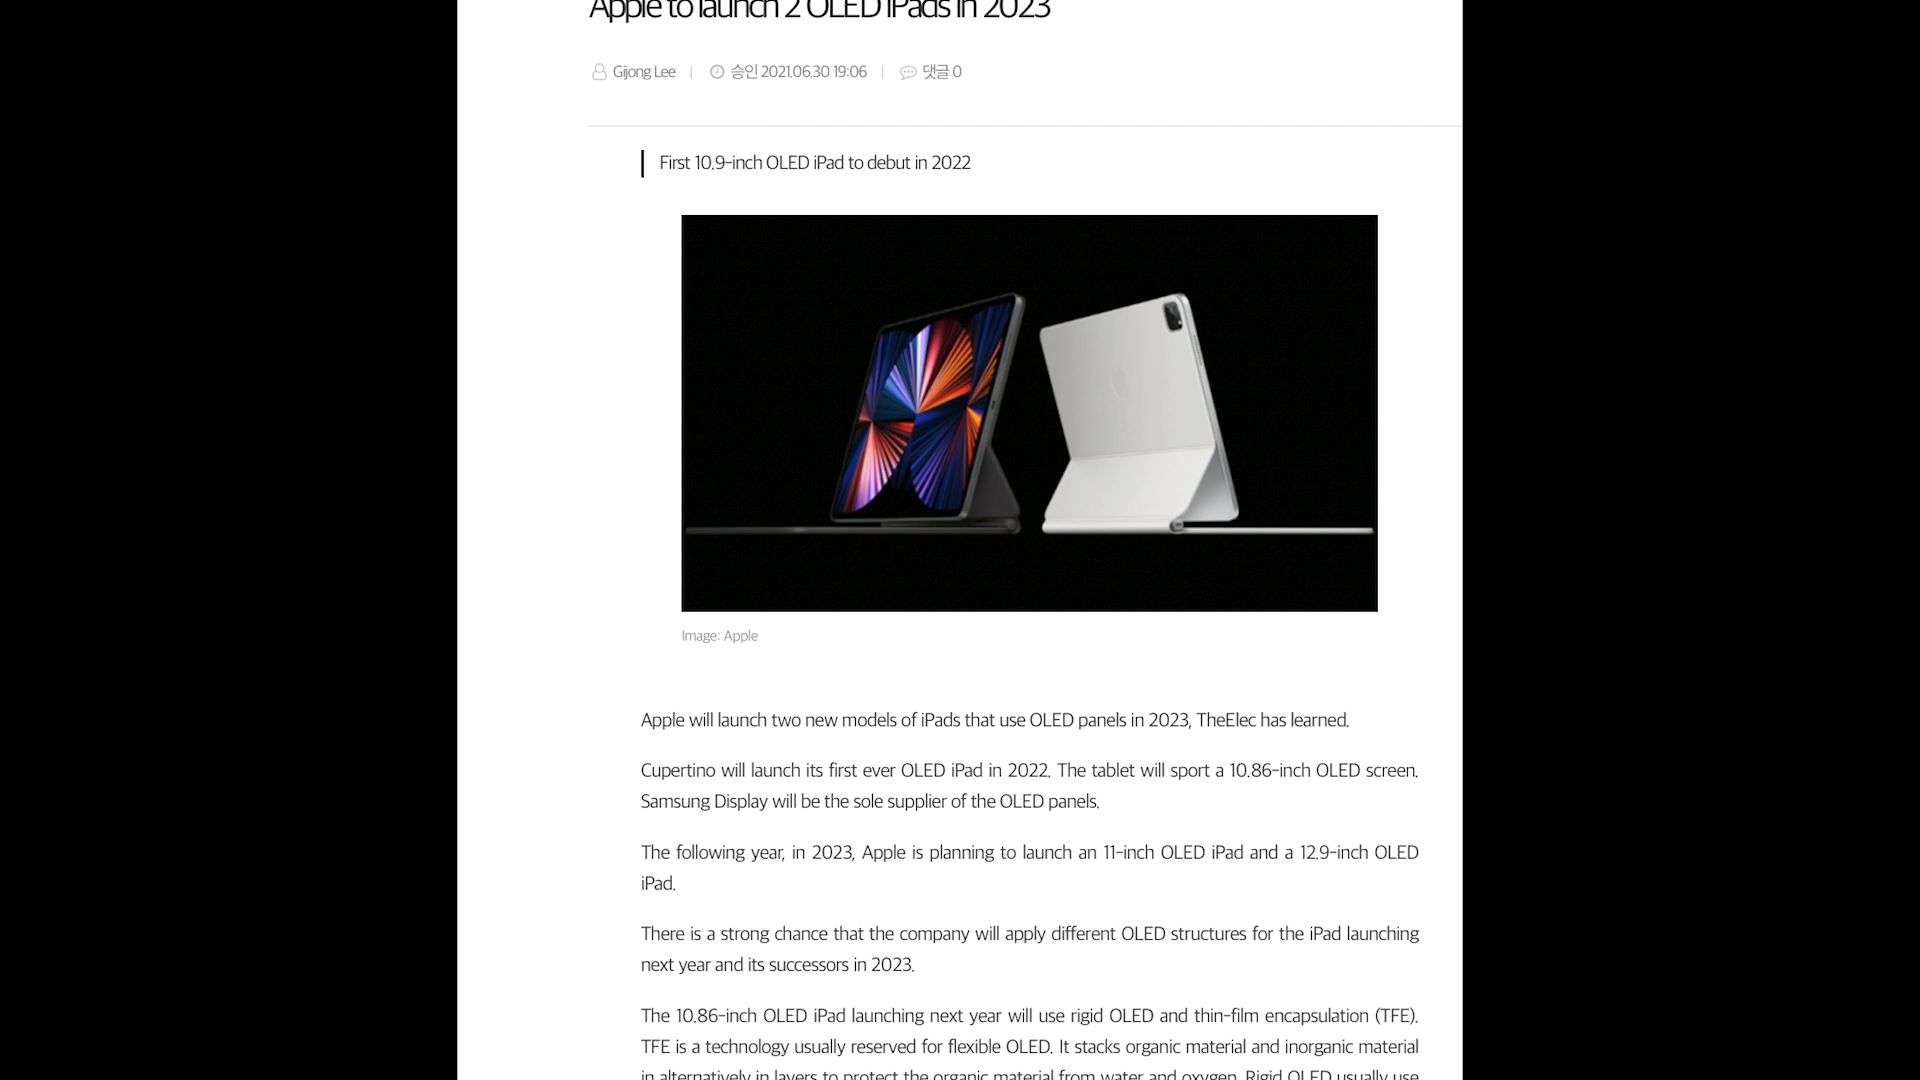 Apple to launch 2 OLED iPads in 2023
Gijong Lee | 승인 2021.06.30 19:06 | 댓글 0
First 10.9-inch OLED iPad to debut in 2022
Image: Apple
Apple will launch two new models of iPads that use OLED panels in 2023, TheElec has learned.
Cupertino will launch its first ever OLED iPad in 2022. The tablet will sport a 10.86-inch OLED screen.
Samsung Display will be the sole supplier of the OLED panels.
The following year, in 2023, Apple is planning to launch an 11-inch OLED iPad and a 12.9-inch OLED
iPad.
There is a strong chance that the company will apply different OLED structures for the iPad launching
next year and its successors in 2023.
The 10.86-inch OLED iPad launching next year will use rigid OLED and thin-film encapsulation (TFE).
TFE is a technology usually reserved for flexible OLED. It stacks organic material and inorganic material
in alternatively in layers to protect the organic material from water and oxygen. Rigid OLED usually use